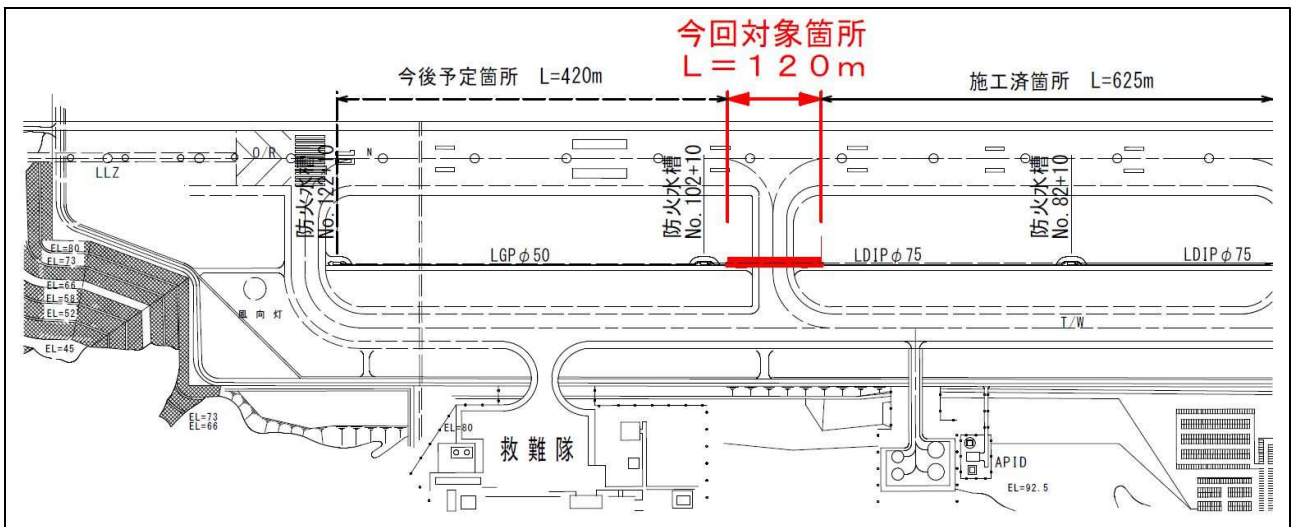 今回対象箇所
L=120m
今後予定箇所 L=420m
施工済箇所 L=625m
O/R
N
LLZ
防火水槽
No. 122+10
防火水槽
No. 102+10
防火水槽
No. 82+10
LGPφ50
LDIPφ75
LDIPφ75
EL=80
EL=73
EL=66
EL=58
EL=52
EL=45
風向灯
T/W
EL=73
EL=66
EL=80
救難隊
APID
EL=92.5